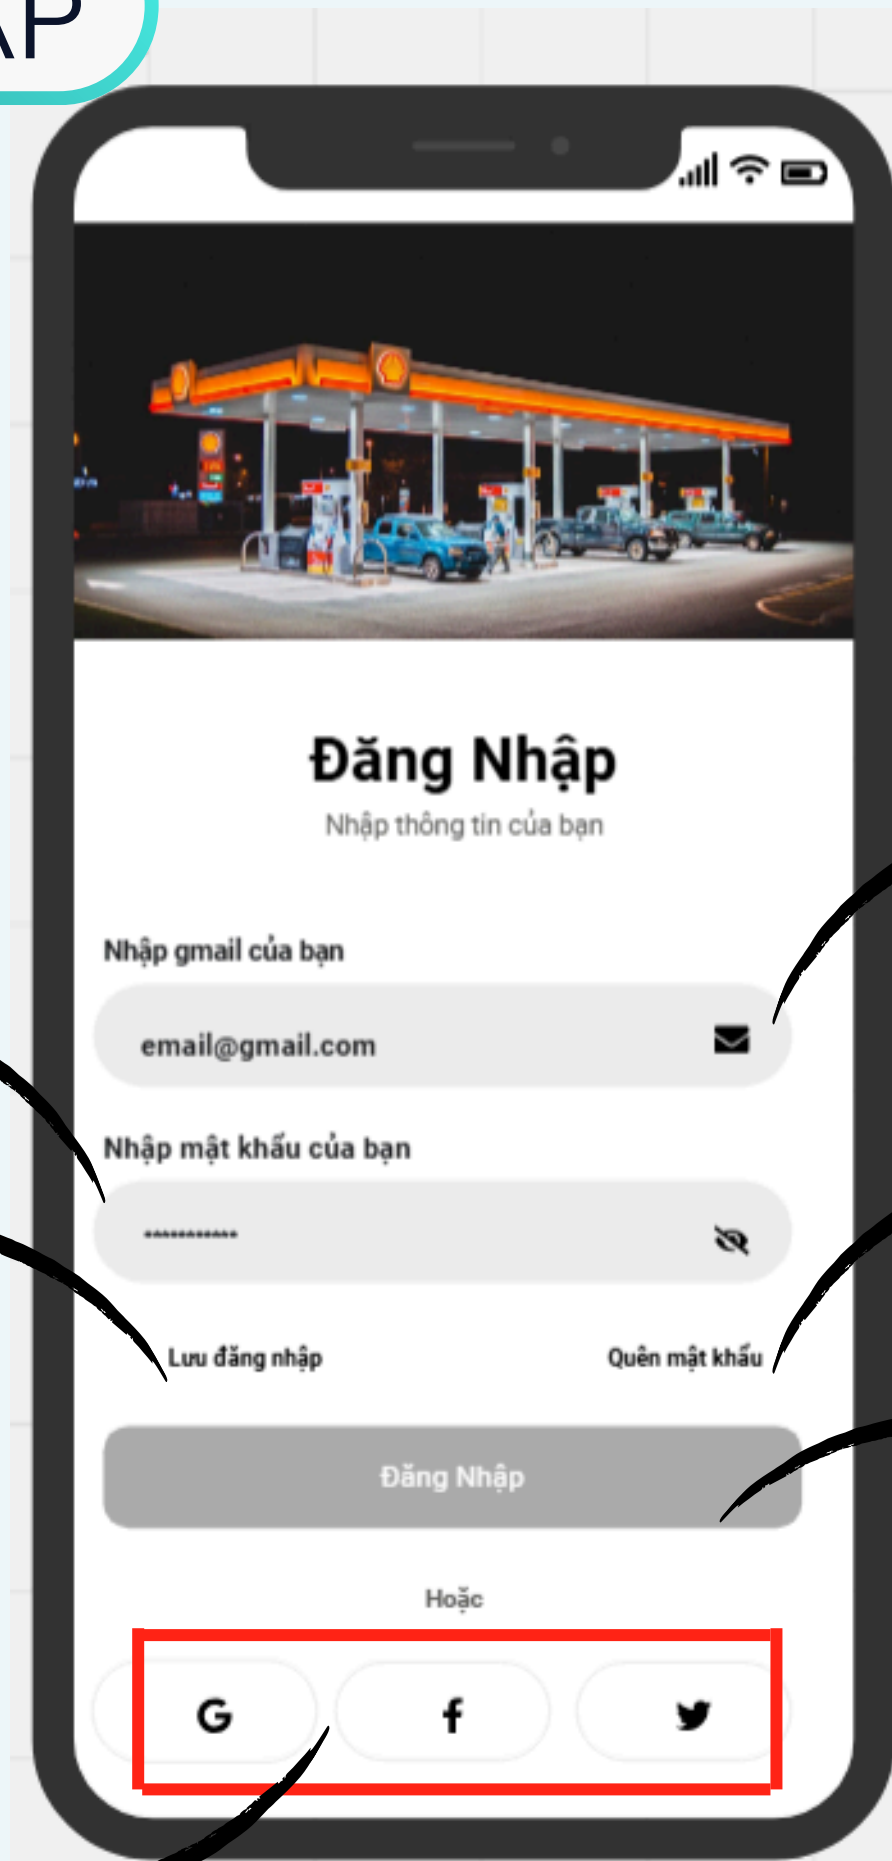 ẬP
Đăng Nhập
Nhập thông tin của bạn
Nhập gmail của bạn
email@gmail.com
Nhập mật khẩu của bạn
***********
Lưu đăng nhập
Quên mật khẩu
Đăng Nhập
Hoặc